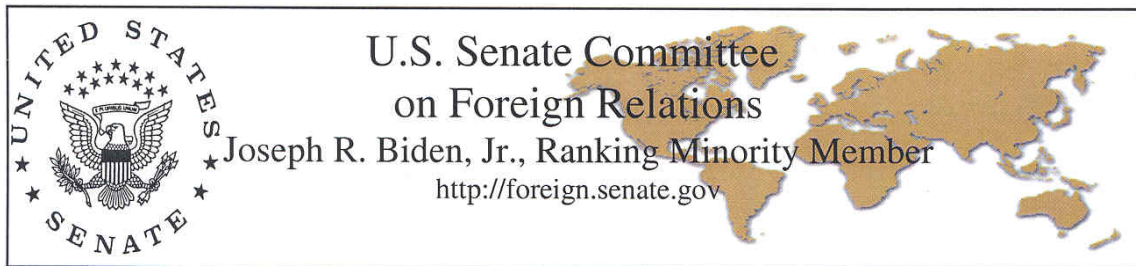 UNITED STATES
SENATE
U.S. Senate Committee
on Foreign Relations
Joseph R. Biden, Jr., Ranking Minority Member
http://foreign.senate.gov